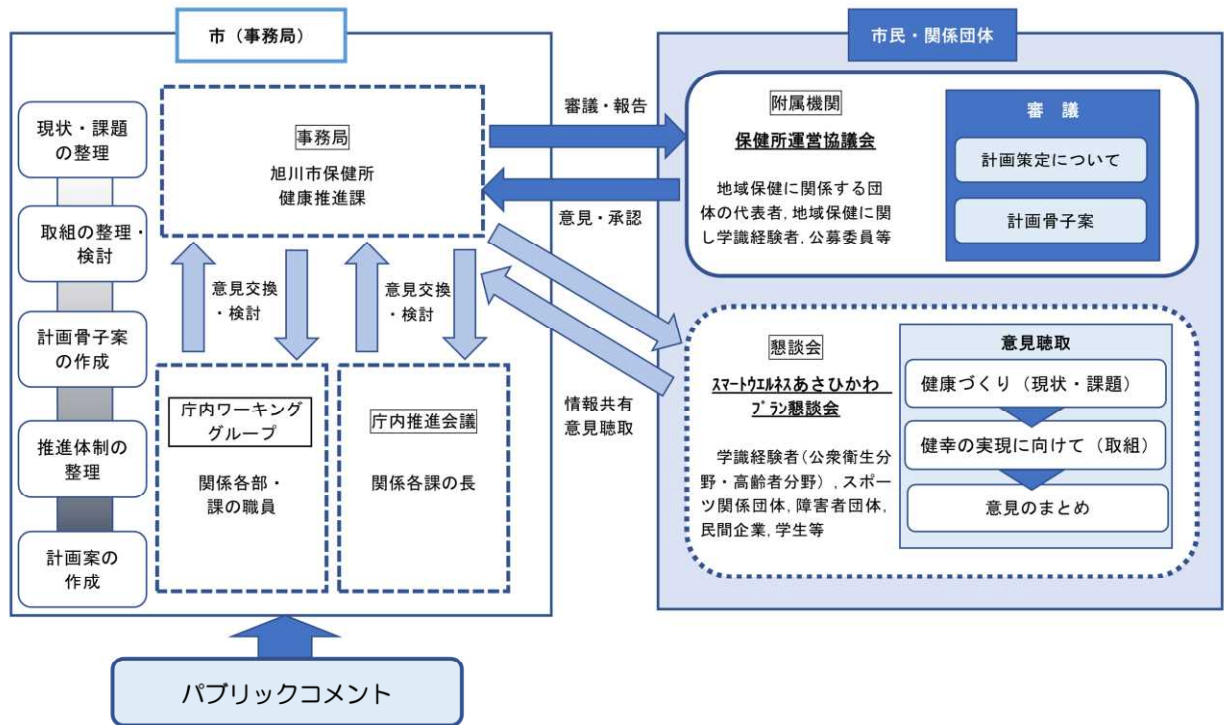 市（事務局）
現状・課題
の整理
取組の整理・
検討
計画骨子案
の作成
推進体制の
整理
計画案の
作成
事務局
旭川市保健所
健康推進課
意見交換
・検討
意見交換
・検討
庁内ワーキング
グループ
関係各部・
課の職員
庁内推進会議
関係各課の長
審議・報告
意見・承認
情報共有
意見聴取
市民・関係団体
附属機関
保健所運営協議会
地域保健に関係する団
体の代表者，地域保健に関
し学識経験者，公募委員等
審　議
計画策定について
計画骨子案
懇談会
ｽﾏｰﾄｳｴﾙﾈｽあさひかわ
ﾌﾟﾗﾝ懇談会
学識経験者（公衆衛生分
野・高齢者分野），スポー
ツ関係団体，障害者団体，
民間企業，学生等
意見聴取
健康づくり（現状・課題）
健幸の実現に向けて（取組）
意見のまとめ
パブリックコメント